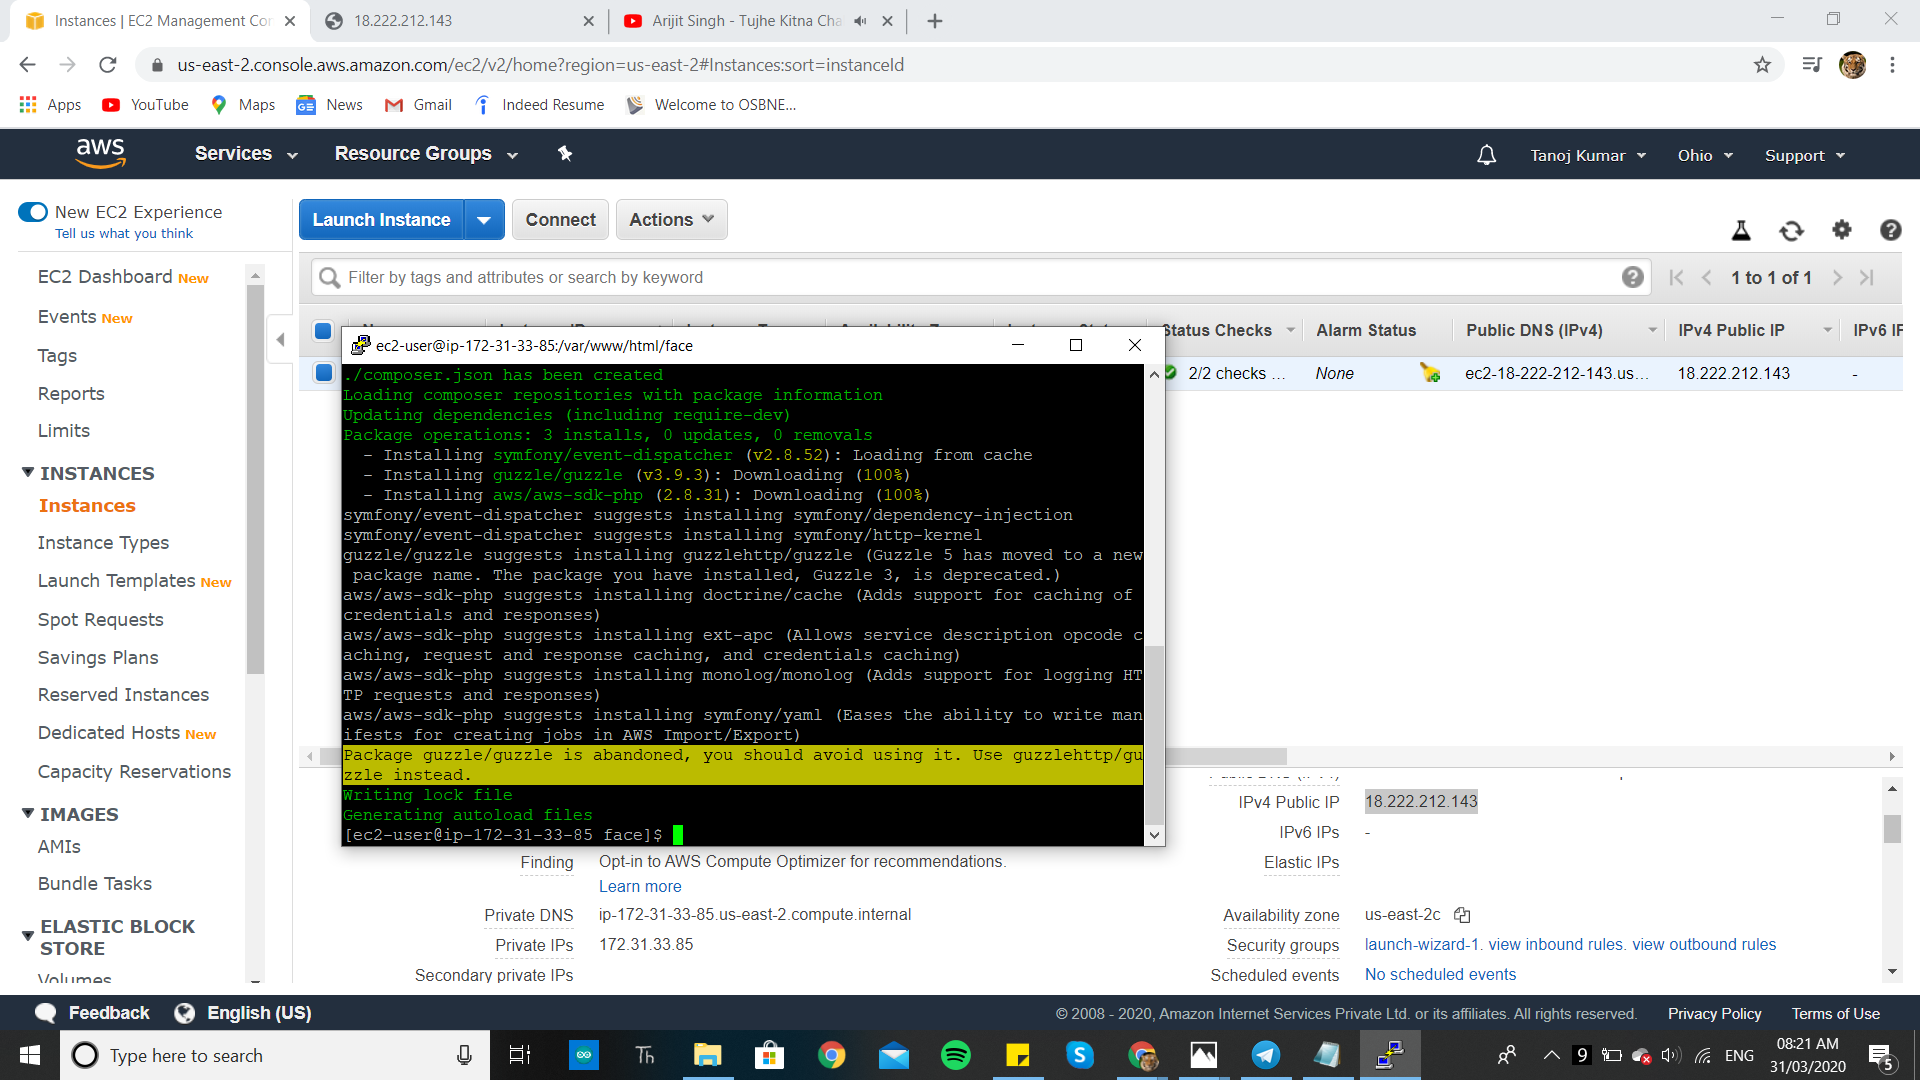 Instances | EC2 Management Con
18.222.212.143
Arijit Singh - Tujhe Kitna Cha
us-east-2.console.aws.amazon.com/ec2/v2/home?region=us-east-2#Instances:sort=instanceId
Apps
YouTube
Maps
News
Gmail
Indeed Resume
Welcome to OSBNE...
aws
Services
Resource Groups
Tanoj Kumar
Ohio
Support
New EC2 Experience
Tell us what you think
Launch Instance
Connect
Actions
EC2 Dashboard New
Events New
Tags
Reports
Limits
INSTANCES
Instances
Instance Types
Launch Templates New
Spot Requests
Savings Plans
Reserved Instances
Dedicated Hosts New
Capacity Reservations
IMAGES
AMIs
Bundle Tasks
ELASTIC BLOCK
STORE
Volumes
Filter by tags and attributes or search by keyword
1 to 1 of 1
Status Checks
Alarm Status
Public DNS (IPv4)
IPv4 Public IP
IPv6 IP
2/2 checks ...
None
ec2-18-222-212-143.us...
18.222.212.143
-
ec2-user@ip-172-31-33-85:/var/www/html/face
./composer.json has been created
Loading composer repositories with package information
Updating dependencies (including require-dev)
Package operations: 3 installs, 0 updates, 0 removals
- Installing symfony/event-dispatcher (v2.8.52): Loading from cache
- Installing guzzle/guzzle (v3.9.3): Downloading (100%)
- Installing aws/aws-sdk-php (2.8.31): Downloading (100%)
symfony/event-dispatcher suggests installing symfony/dependency-injection
symfony/event-dispatcher suggests installing symfony/http-kernel
guzzle/guzzle suggests installing guzzlehttp/guzzle (Guzzle 5 has moved to a new
package name. The package you have installed, Guzzle 3, is deprecated.)
aws/aws-sdk-php suggests installing doctrine/cache (Adds support for caching of
credentials and responses)
aws/aws-sdk-php suggests installing ext-apc (Allows service description opcode c
aching, request and response caching, and credentials caching)
aws/aws-sdk-php suggests installing monolog/monolog (Adds support for logging HT
TP requests and responses)
aws/aws-sdk-php suggests installing symfony/yaml (Eases the ability to write man
ifests for creating jobs in AWS Import/Export)
Package guzzle/guzzle is abandoned, you should avoid using it. Use guzzlehttp/gu
zzle instead.
Writing lock file
Generating autoload files
[ec2-user@ip-172-31-33-85 face]$
IPv4 Public IP 18.222.212.143
IPv6 IPs -
Finding Opt-in to AWS Compute Optimizer for recommendations.
Learn more
Elastic IPs
Private DNS ip-172-31-33-85.us-east-2.compute.internal
Availability zone us-east-2c
Private IPs 172.31.33.85
Security groups launch-wizard-1. view inbound rules. view outbound rules
Secondary private IPs
Scheduled events No scheduled events
Feedback
English (US)
© 2008 - 2020, Amazon Internet Services Private Ltd. or its affiliates. All rights reserved.
Privacy Policy
Terms of Use
Type here to search
Th
9
ENG
08:21 AM
31/03/2020
5